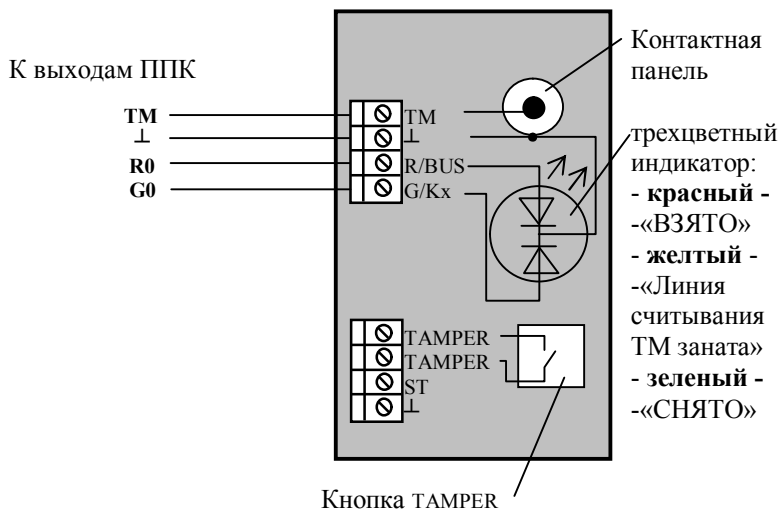 К выходам ППК
ТМ
⊥
R0
G0
TM
⊥
R/BUS
G/Kx
TAMPER
TAMPER
ST
⊥
Контактная
панель
трехцветный
индикатор:
- красный -
-«ВЗЯТО»
- желтый -
-«Линия
считывания
ТМ заната»
- зеленый -
-«СНЯТО»
Кнопка TAMPER